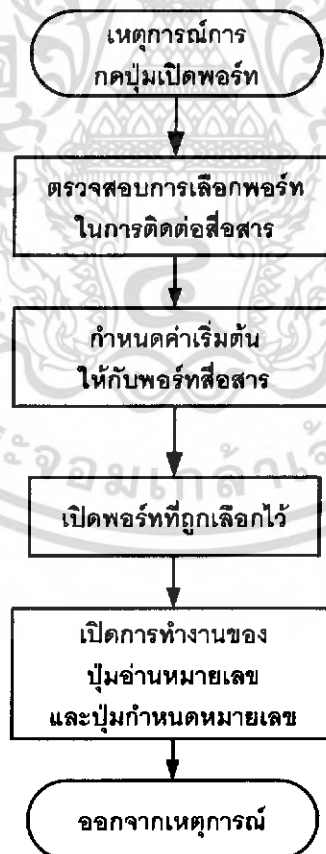 เหตุการณ์การ
กดปุ่มเปิดพอร์ท
ตรวจสอบการเลือกพอร์ท
ในการติดต่อสื่อสาร
กำหนดค่าเริ่มต้น
ให้กับพอร์ทสื่อสาร
เปิดพอร์ทที่ถูกเลือกไว้
เปิดการทำงานของ
ปุ่มอ่านหมายเลข
และปุ่มกำหนดหมายเลข
ออกจากเหตุการณ์